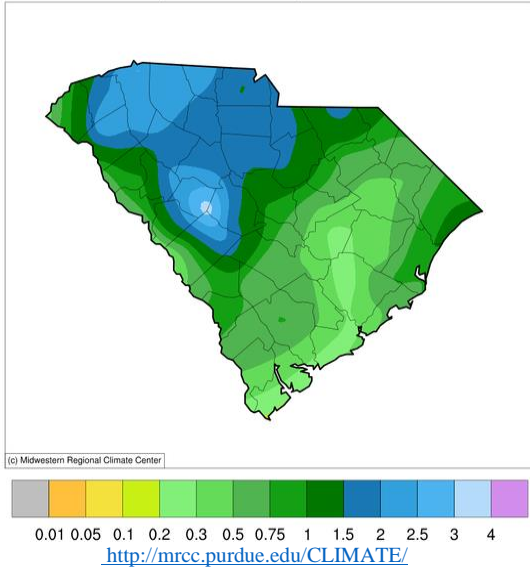 (c) Midwestern Regional Climate Center
0.01 0.05 0.1 0.2 0.3 0.5 0.75 1 1.5 2 2.5 3 4
http://mrcc.purdue.edu/CLIMATE/